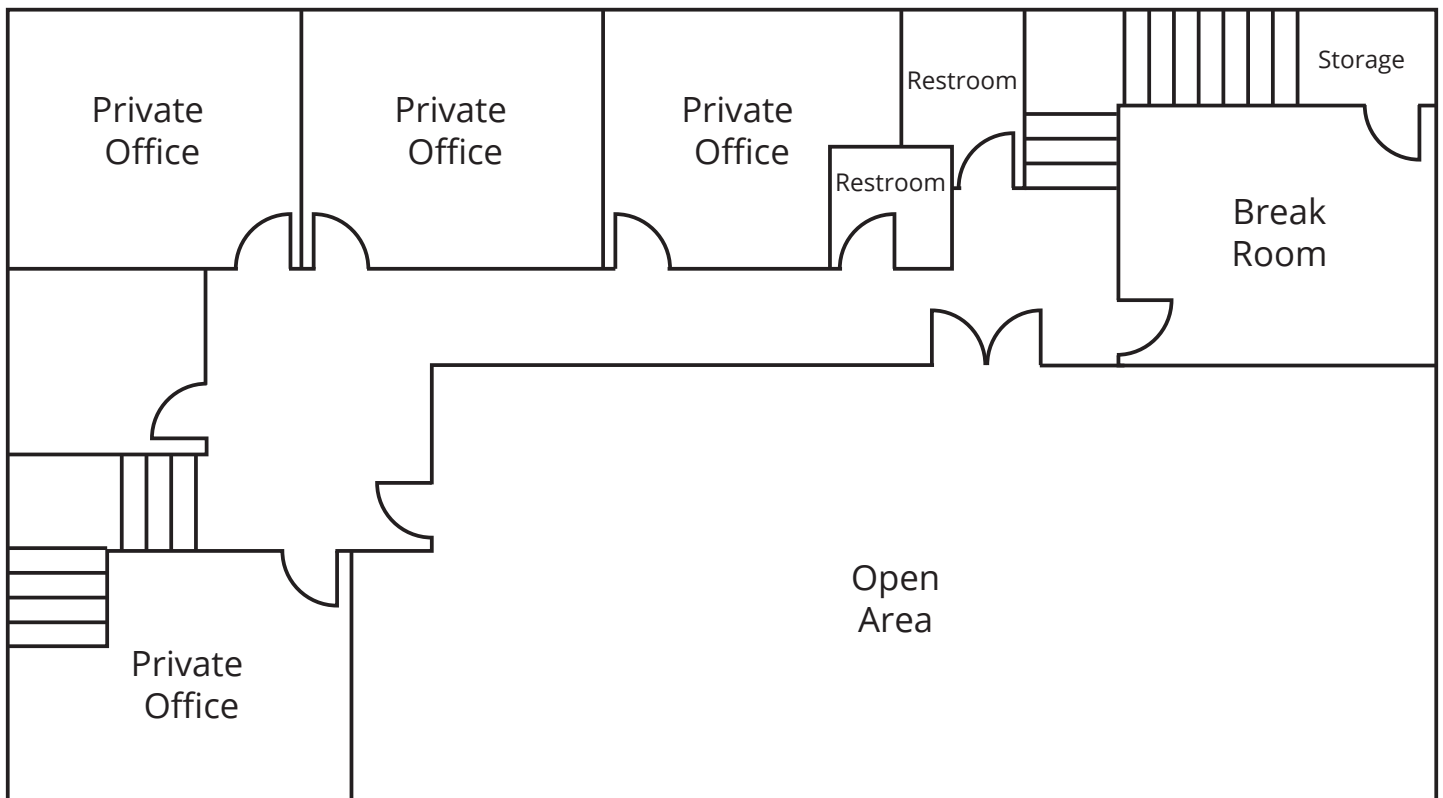 Private
Office
Private
Office
Private
Office
Restroom
Storage
Restroom
Break
Room
Open
Area
Private
Office